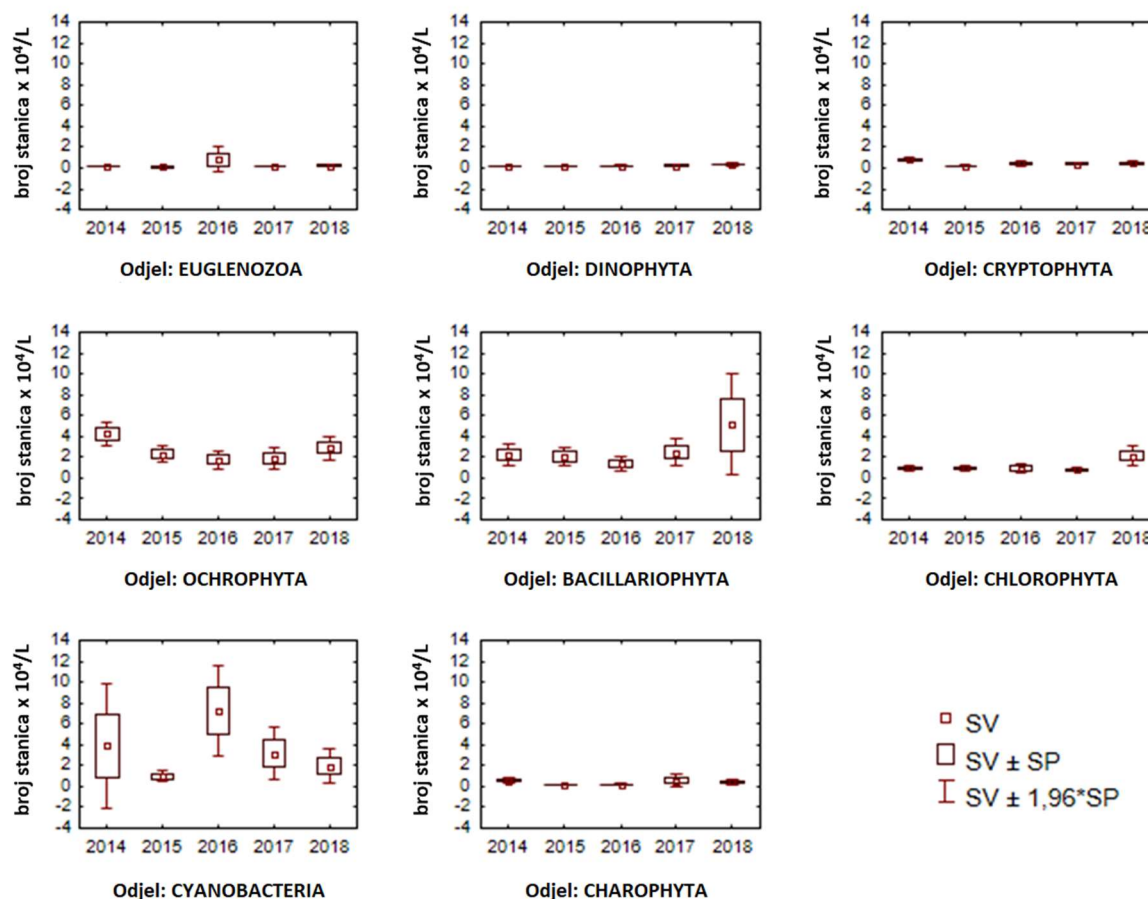 broj stanica x 10⁴/L
14
12
10
8
6
4
2
0
-2
-4
2014 2015 2016 2017 2018
Odjel: EUGLENOZOA
broj stanica x 10⁴/L
14
12
10
8
6
4
2
0
-2
-4
2014 2015 2016 2017 2018
Odjel: DINOPHYTA
broj stanica x 10⁴/L
14
12
10
8
6
4
2
0
-2
-4
2014 2015 2016 2017 2018
Odjel: CRYPTOPHYTA
broj stanica x 10⁴/L
14
12
10
8
6
4
2
0
-2
-4
2014 2015 2016 2017 2018
Odjel: OCHROPHYTA
broj stanica x 10⁴/L
14
12
10
8
6
4
2
0
-2
-4
2014 2015 2016 2017 2018
Odjel: BACILLARIOPHYTA
broj stanica x 10⁴/L
14
12
10
8
6
4
2
0
-2
-4
2014 2015 2016 2017 2018
Odjel: CHLOROPHYTA
broj stanica x 10⁴/L
14
12
10
8
6
4
2
0
-2
-4
2014 2015 2016 2017 2018
Odjel: CYANOBACTERIA
broj stanica x 10⁴/L
14
12
10
8
6
4
2
0
-2
-4
2014 2015 2016 2017 2018
Odjel: CHAROPHYTA
SV
SV ± SP
SV ± 1,96*SP